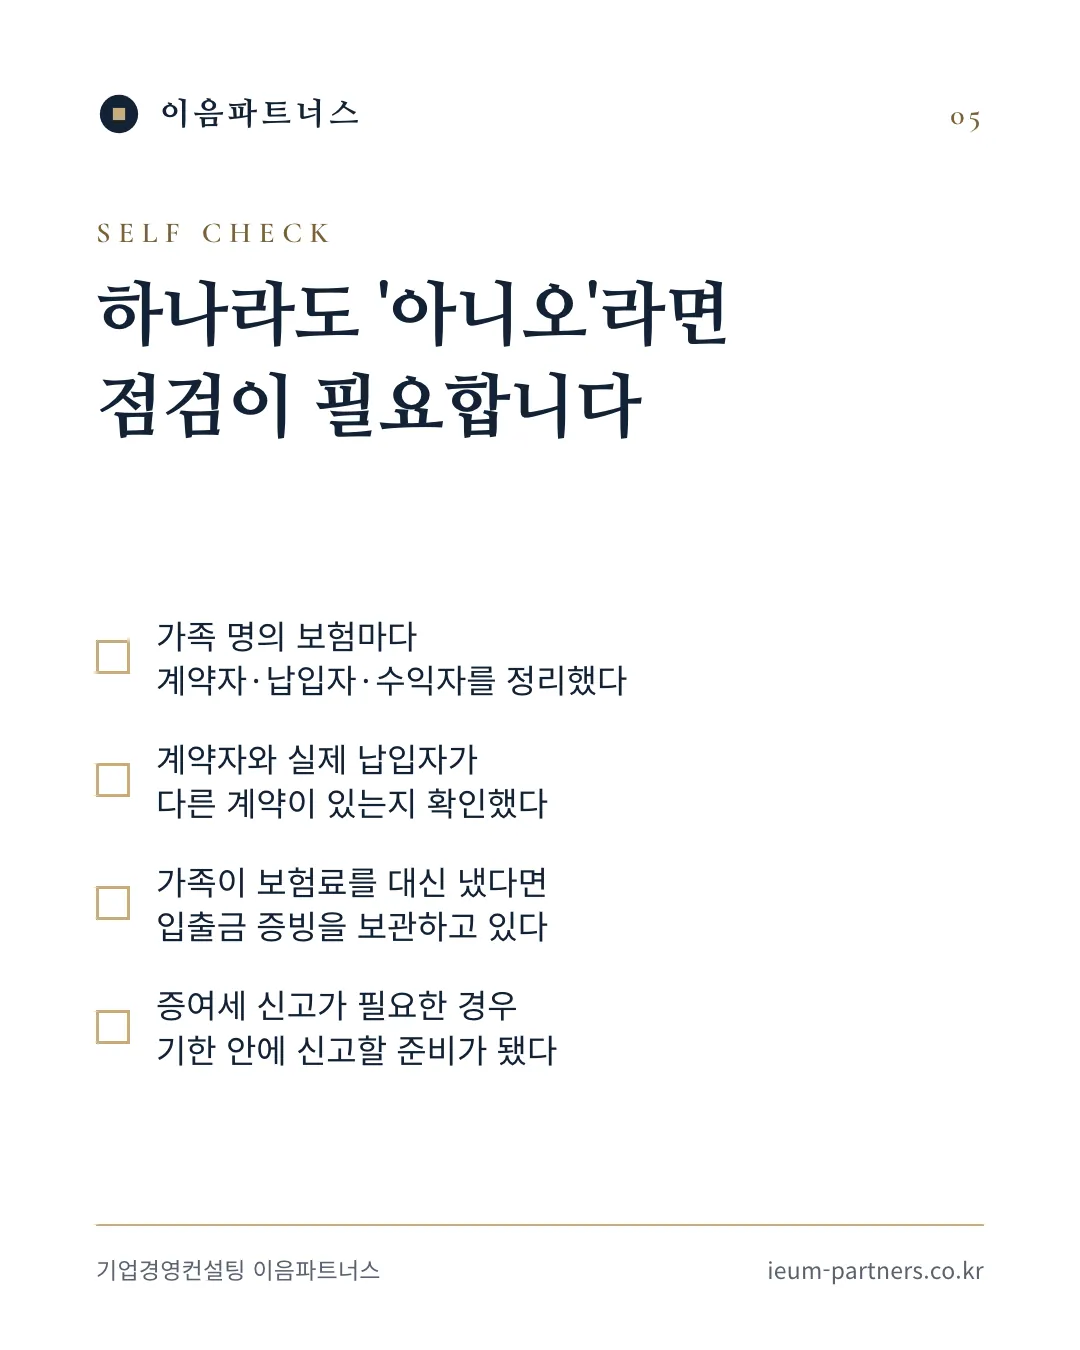 이음파트너스
05
SELF CHECK
하나라도 '아니오'라면
점검이 필요합니다
가족 명의 보험마다
계약자·납입자·수익자를 정리했다
계약자와 실제 납입자가
다른 계약이 있는지 확인했다
가족이 보험료를 대신 냈다면
입출금 증빙을 보관하고 있다
증여세 신고가 필요한 경우
기한 안에 신고할 준비가 됐다
기업경영컨설팅 이음파트너스
ieum-partners.co.kr